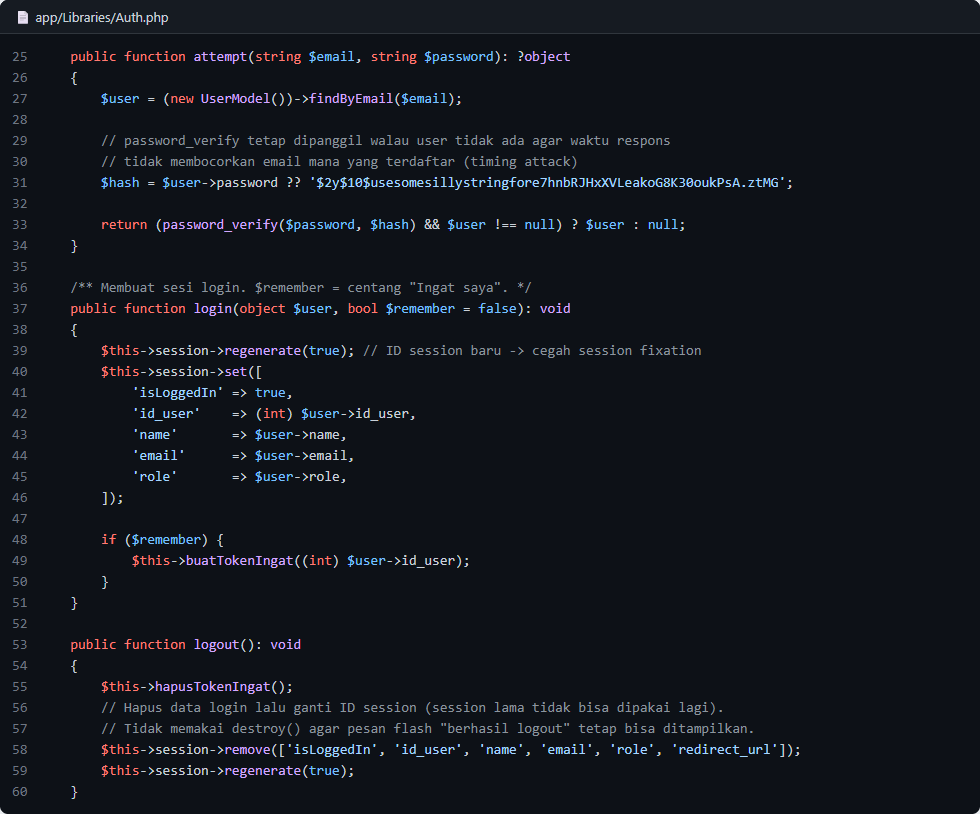 app/Libraries/Auth.php
25 public function attempt(string $email, string $password): ?object
26 {
27 $user = (new UserModel())->findByEmail($email);
28
29 // password_verify tetap dipanggil walau user tidak ada agar waktu respons
30 // tidak membocorkan email mana yang terdaftar (timing attack)
31 $hash = $user->password ?? '$2y$10$usesomesillystringfore7hnbRJHxXVLeakoG8K30oukPsA.ztMG';
32
33 return (password_verify($password, $hash) && $user !== null) ? $user : null;
34 }
35
36 /** Membuat sesi login. $remember = centang "Ingat saya". */
37 public function login(object $user, bool $remember = false): void
38 {
39 $this->session->regenerate(true); // ID session baru -> cegah session fixation
40 $this->session->set([
41 'isLoggedIn' => true,
42 'id_user' => (int) $user->id_user,
43 'name' => $user->name,
44 'email' => $user->email,
45 'role' => $user->role,
46 ]);
47
48 if ($remember) {
49 $this->buatTokenIngat((int) $user->id_user);
50 }
51 }
52
53 public function logout(): void
54 {
55 $this->hapusTokenIngat();
56 // Hapus data login lalu ganti ID session (session lama tidak bisa dipakai lagi).
57 // Tidak memakai destroy() agar pesan flash "berhasil logout" tetap bisa ditampilkan.
58 $this->session->remove(['isLoggedIn', 'id_user', 'name', 'email', 'role', 'redirect_url']);
59 $this->session->regenerate(true);
60 }